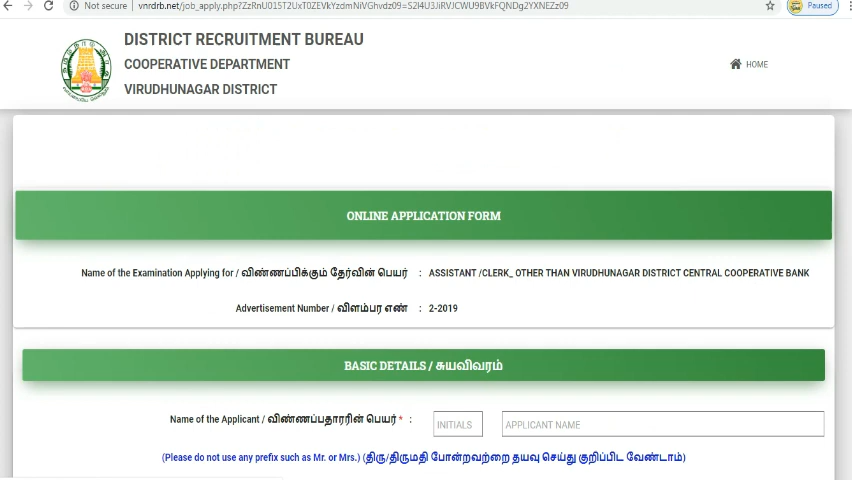 Not secure | vnrdrb.net/job_apply.php?
Paused
DISTRICT RECRUITMENT BUREAU
COOPERATIVE DEPARTMENT
VIRUDHUNAGAR DISTRICT
HOME
ONLINE APPLICATION FORM
Name of the Examination Applying for / விண்ணப்பிக்கும் தேர்வின் பெயர் : ASSISTANT /CLERK_ OTHER THAN VIRUDHUNAGAR DISTRICT CENTRAL COOPERATIVE BANK
Advertisement Number / விளம்பர எண் : 2-2019
BASIC DETAILS / சுயவிவரம்
Name of the Applicant / விண்ணப்பதாரரின் பெயர் * : INITIALS APPLICANT NAME
(Please do not use any prefix such as Mr. or Mrs.) (திரு/திருமதி போன்றவற்றை தயவு செய்து குறிப்பிட வேண்டாம்)